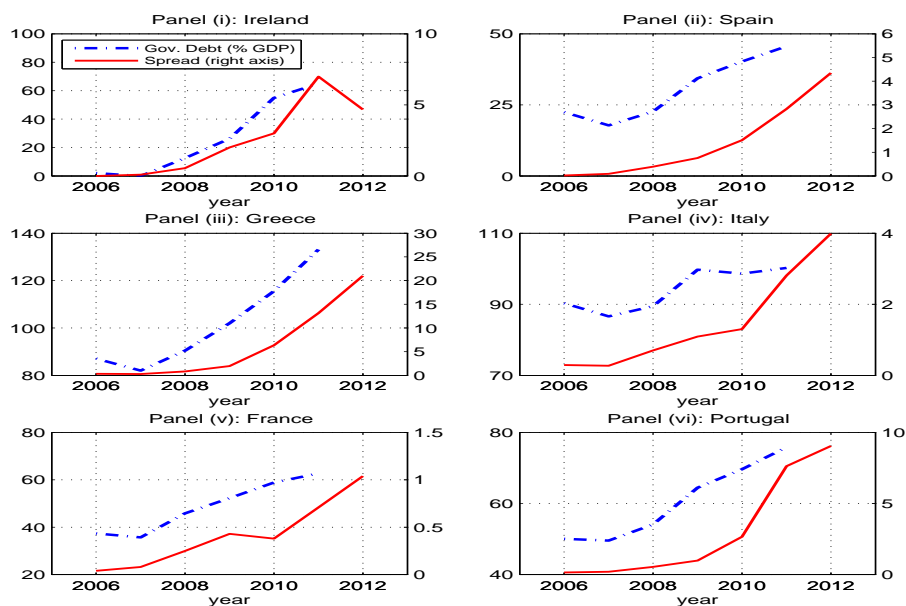 Panel (i): Ireland
100
80
60
40
20
0
10
5
0
Gov. Debt (% GDP)
Spread (right axis)
2006 2008 2010 2012
year
Panel (ii): Spain
50
25
0
6
5
4
3
2
1
0
2006 2008 2010 2012
year
Panel (iii): Greece
140
120
100
80
30
25
20
15
10
5
0
2006 2008 2010 2012
year
Panel (iv): Italy
110
90
70
4
2
0
2006 2008 2010 2012
year
Panel (v): France
80
60
40
20
1.5
1
0.5
0
2006 2008 2010 2012
year
Panel (vi): Portugal
80
60
50
40
10
5
0
2006 2008 2010 2012
year